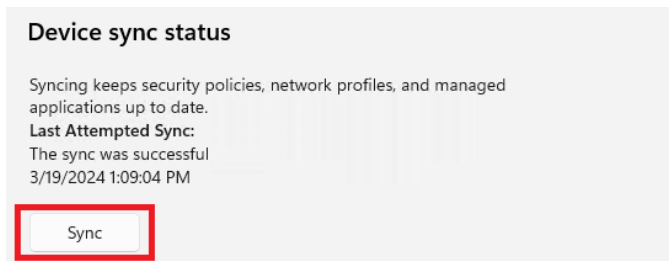 Device sync status
Syncing keeps security policies, network profiles, and managed
applications up to date.
Last Attempted Sync:
The sync was successful
3/19/2024 1:09:04 PM
Sync